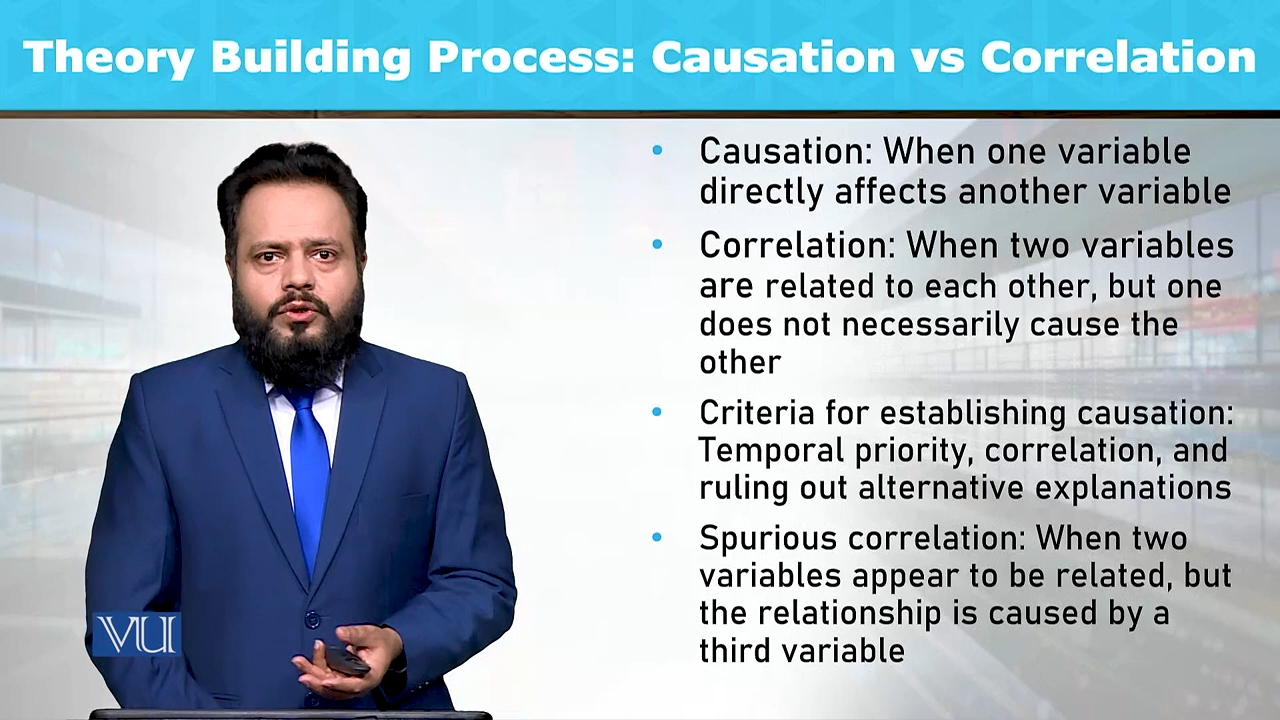 Theory Building Process: Causation vs Correlation
• Causation: When one variable
directly affects another variable
• Correlation: When two variables
are related to each other, but one
does not necessarily cause the
other
• Criteria for establishing causation:
Temporal priority, correlation, and
ruling out alternative explanations
• Spurious correlation: When two
variables appear to be related, but
the relationship is caused by a
third variable
VU